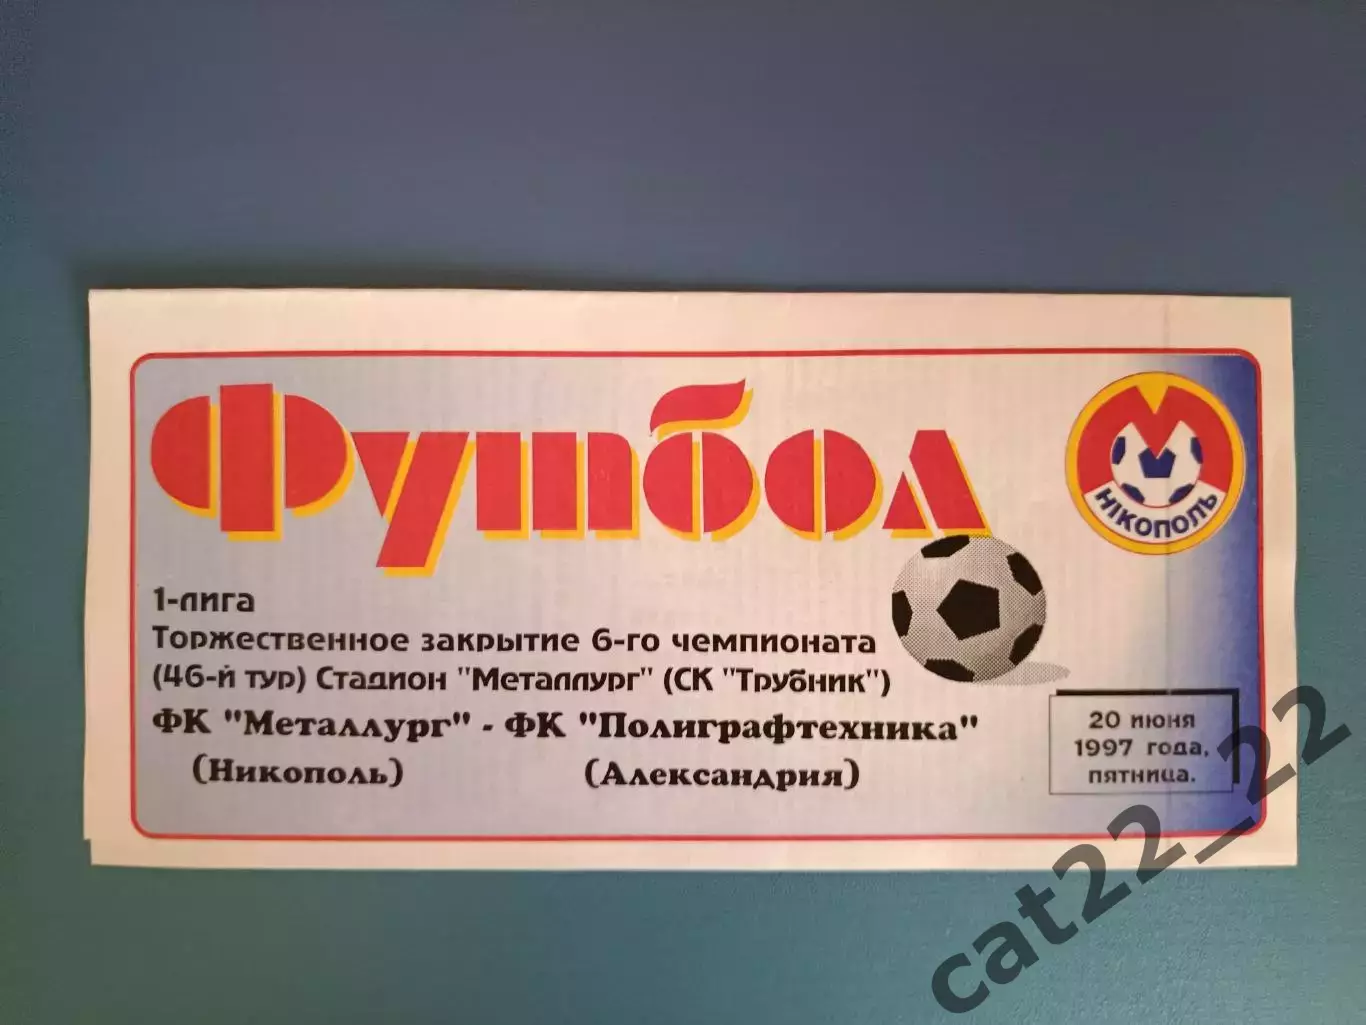 Футбол
М
НІКОПОЛЬ
1-лига
Торжественное закрытие 6-го чемпионата
(46-й тур) Стадион "Металлург" (СК "Трубник")
ФК "Металлург" - ФК "Полиграфтехника"
(Никополь) (Александрия)
20 июня
1997 года,
пятница.
cat22_22